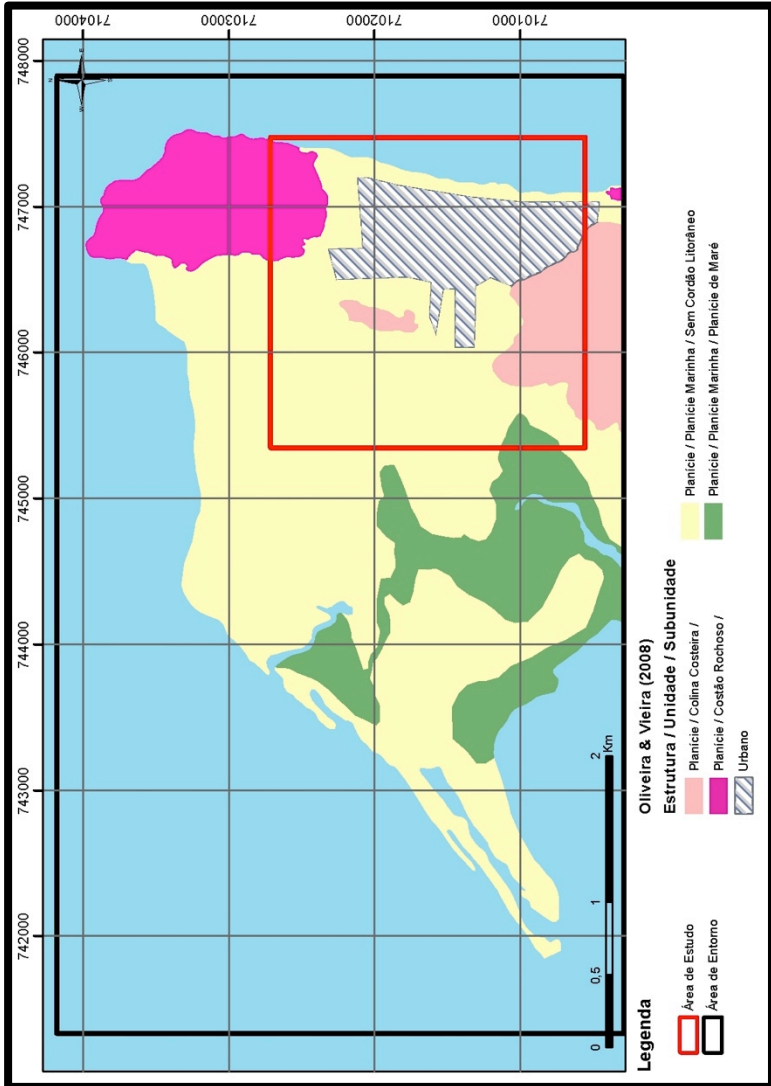 7104000
7103000
7102000
7101000
742000
743000
744000
745000
746000
747000
748000
N
0
0,5
1
2
Km
Legenda
Área de Estudo
Área de Entorno
Oliveira & Vieira (2008)
Estrutura / Unidade / Subunidade
Planície / Colina Costeira /
Planície / Costão Rochoso /
Urbano
Planície / Planície Marinha / Sem Cordão Litorâneo
Planície / Planície Marinha / Planície de Maré